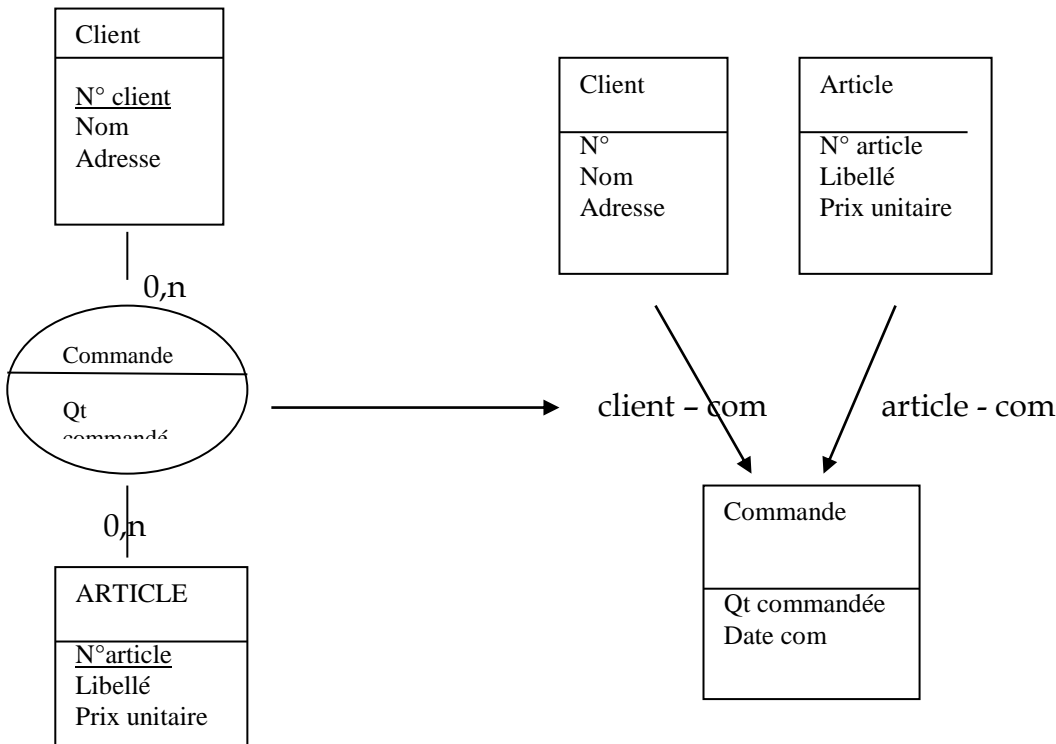 Client
N° client
Nom
Adresse
0,n
Commande
Qt
commandé
0,n
ARTICLE
N°article
Libellé
Prix unitaire
Client
N°
Nom
Adresse
Article
N° article
Libellé
Prix unitaire
client – com
article - com
Commande
Qt commandée
Date com